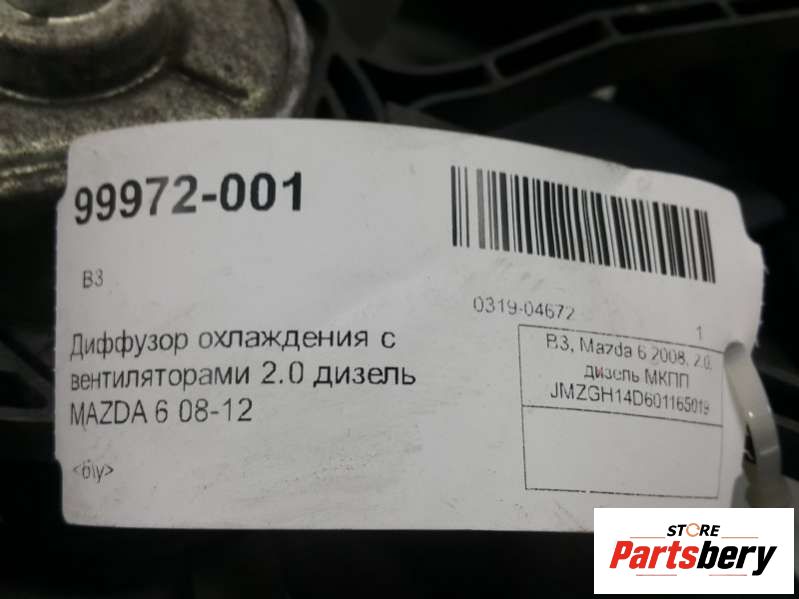 99972-001
B3
Диффузор охлаждения с
вентиляторами 2.0 дизель
MAZDA 6 08-12
<б/у>
0319-04672
1
B3, Mazda 6 2008, 2.0,
дизель МКПП
JMZGH14D601165019
STORE
Partsbery